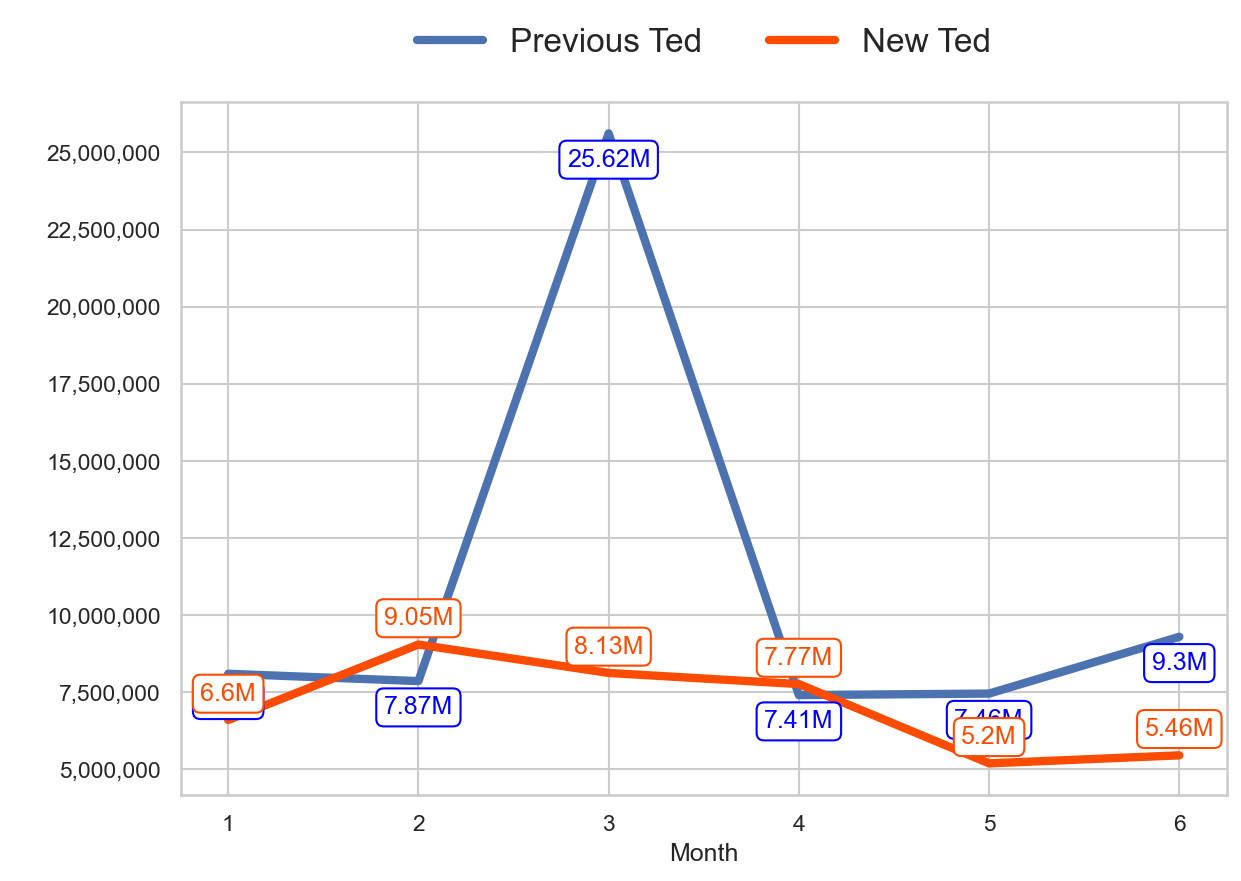 Previous Ted
New Ted
25,000,000
25.62M
22,500,000
20,000,000
17,500,000
15,000,000
12,500,000
10,000,000
9.05M
8.13M
7.77M
9.3M
7,500,000
6.6M
7.87M
7.41M
7.46M
5.2M
5.46M
5,000,000
1 2 3 4 5 6
Month